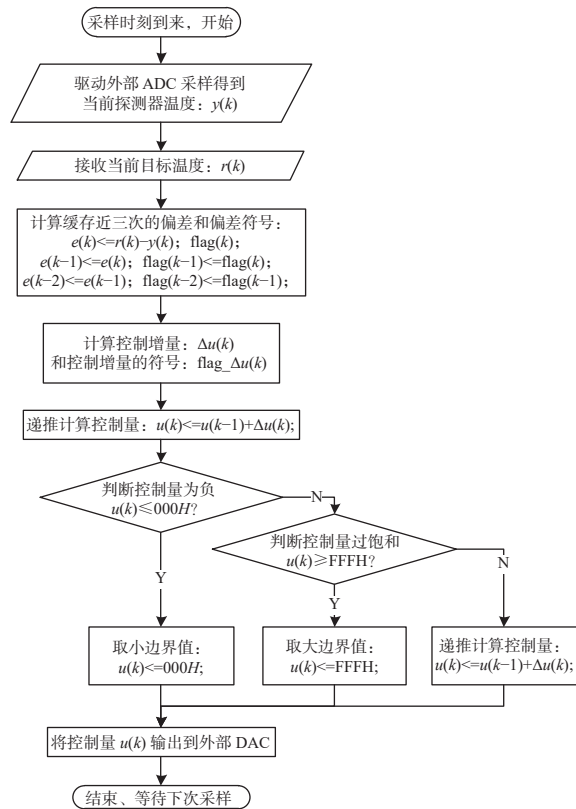 采样时刻到来，开始
驱动外部 ADC 采样得到
当前探测器温度：y(k)
接收当前目标温度：r(k)
计算缓存近三次的偏差和偏差符号：
e(k)<=r(k)−y(k)；flag(k)；
e(k−1)<=e(k)；flag(k−1)<=flag(k)；
e(k−2)<=e(k−1)；flag(k−2)<=flag(k−1)；
计算控制增量：Δu(k)
和控制增量的符号：flag_Δu(k)
递推计算控制量：u(k)<=u(k−1)+Δu(k);
判断控制量为负
u(k)≤000H?
N
判断控制量过饱和
u(k)≥FFFH?
N
Y
Y
取小边界值：
u(k)<=000H;
取大边界值：
u(k)<=FFFH;
递推计算控制量：
u(k)<=u(k−1)+Δu(k);
将控制量 u(k) 输出到外部 DAC
结束、等待下次采样